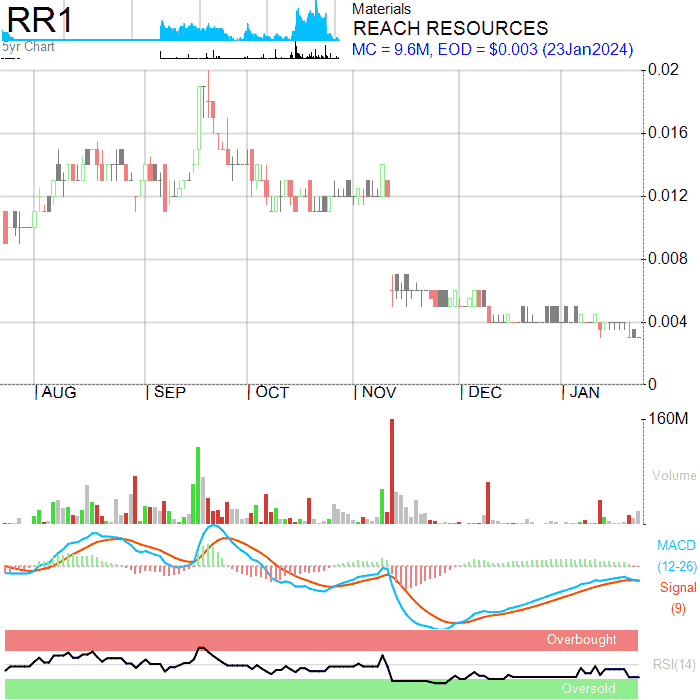 RR1
5yr Chart
Materials
REACH RESOURCES
MC = 9.6M, EOD = $0.003 (23Jan2024)
0.02
0.016
0.012
0.008
0.004
0
AUG SEP OCT NOV DEC JAN
160M
Volume
MACD
(12-26)
Signal
(9)
Overbought
RSI(14)
Oversold